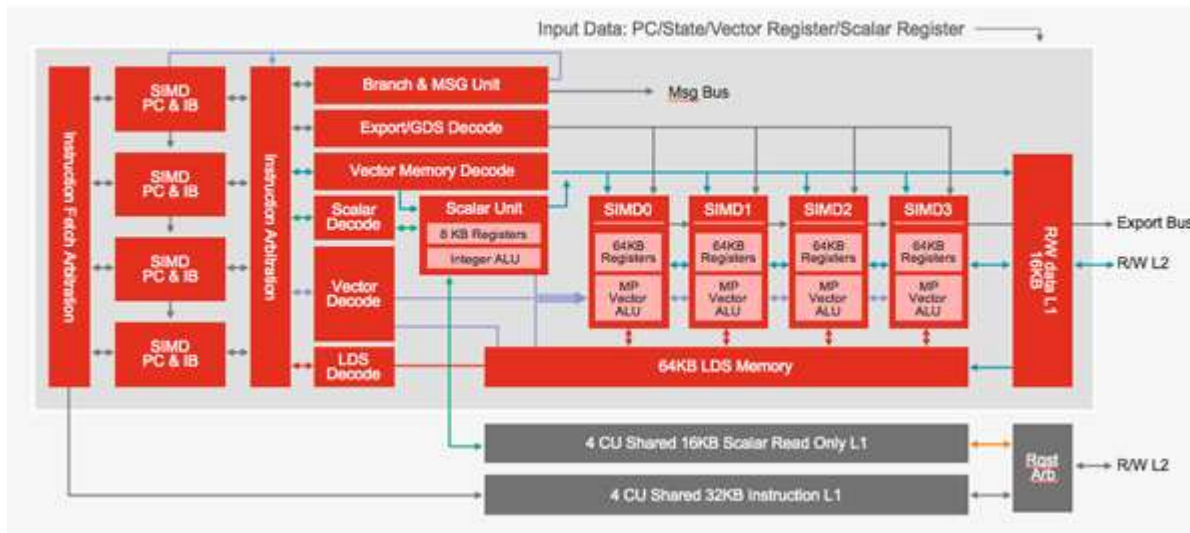 Input Data: PC/State/Vector Register/Scalar Register
Instruction Fetch Arbitration
SIMD
PC & IB
SIMD
PC & IB
SIMD
PC & IB
SIMD
PC & IB
Instruction Arbitration
Branch & MSG Unit
Msg Bus
Export/GDS Decode
Vector Memory Decode
Scalar
Decode
Scalar Unit
8 KB Registers
Integer ALU
Vector
Decode
LDS
Decode
SIMD0
64KB
Registers
MP
Vector
ALU
SIMD1
64KB
Registers
MP
Vector
ALU
SIMD2
64KB
Registers
MP
Vector
ALU
SIMD3
64KB
Registers
MP
Vector
ALU
64KB LDS Memory
R/W data L1
16KB
Export Bus
R/W L2
4 CU Shared 16KB Scalar Read Only L1
4 CU Shared 32KB Instruction L1
Rqst
Arb
R/W L2